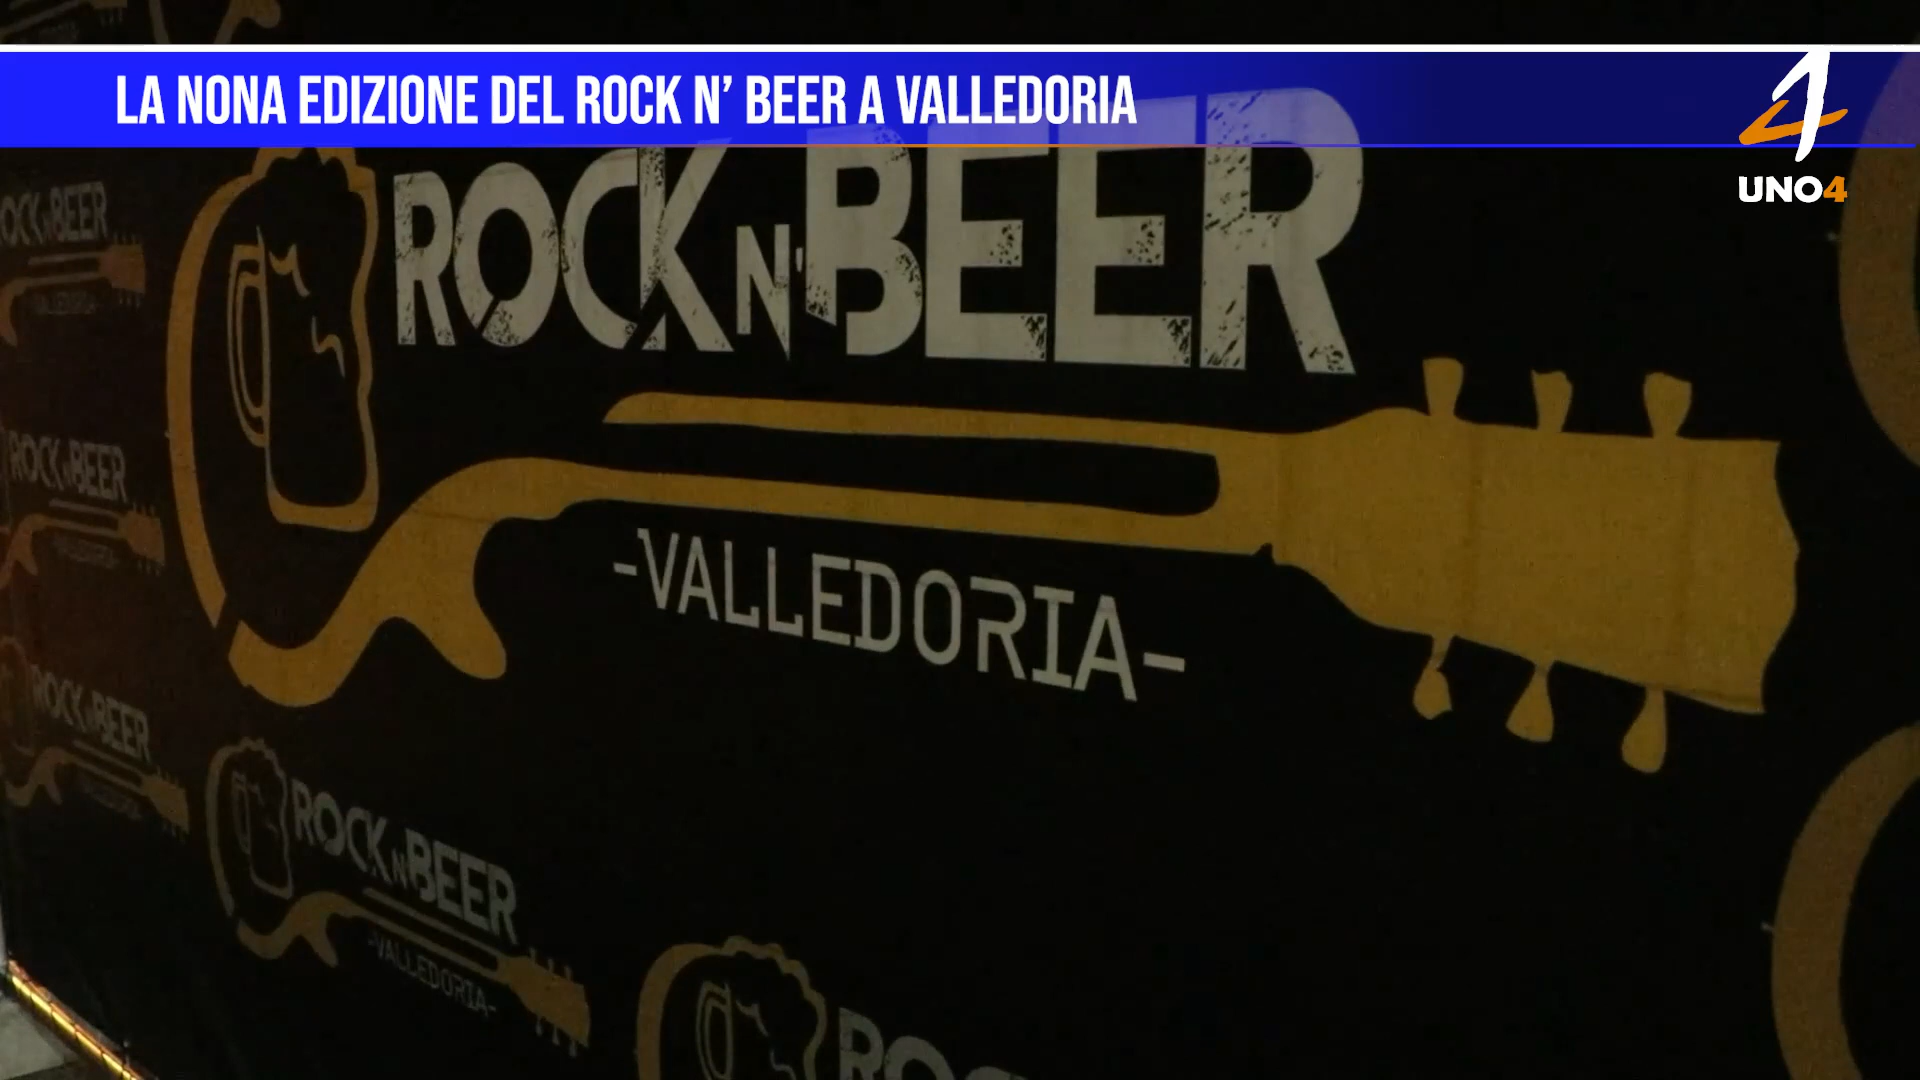 LA NONA EDIZIONE DEL ROCK N' BEER A VALLEDORIA
UNO4
ROCK N' BEER
-VALLEDORIA-
ROCK N BEER
ROCK N BEER
ROCK N BEER
ROCK N BEER
-VALLEDORIA-
ROC